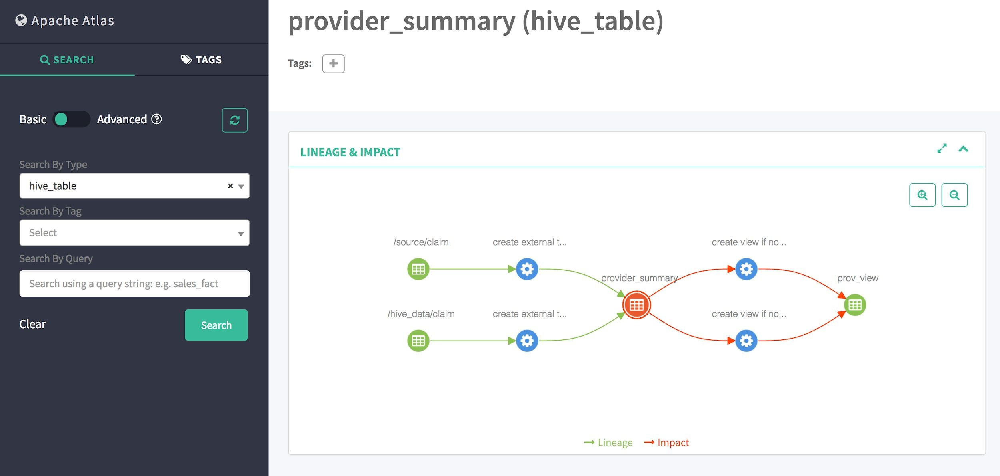 Apache Atlas
SEARCH
TAGS
Basic
Advanced
Search By Type
hive_table
Search By Tag
Select
Search By Query
Search using a query string: e.g. sales_fact
Clear
Search
provider_summary (hive_table)
Tags:
LINEAGE & IMPACT
/source/claim
create external t...
create view if no...
provider_summary
prov_view
/hive_data/claim
create external t...
create view if no...
Lineage
Impact